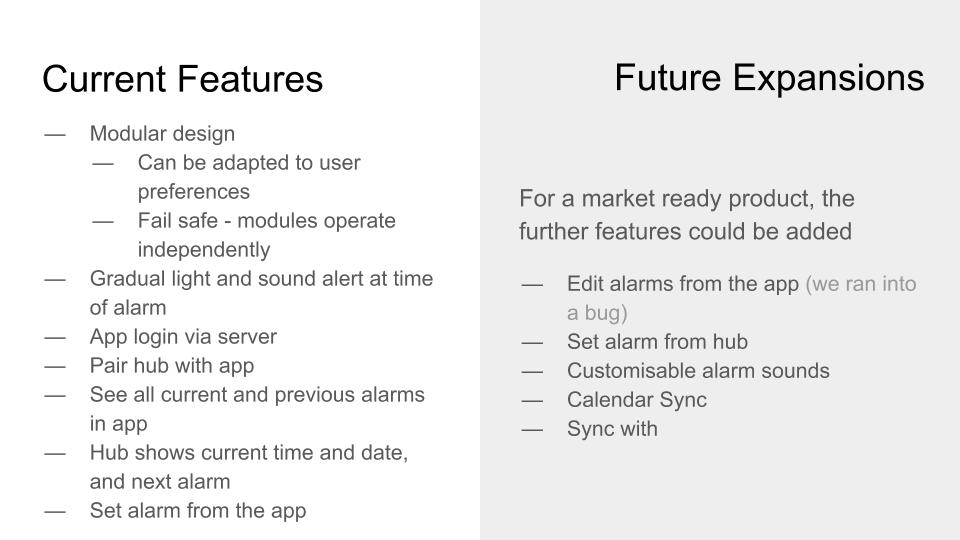 Current Features
— Modular design
— Can be adapted to user
preferences
— Fail safe - modules operate
independently
— Gradual light and sound alert at time
of alarm
— App login via server
— Pair hub with app
— See all current and previous alarms
in app
— Hub shows current time and date,
and next alarm
— Set alarm from the app
Future Expansions
For a market ready product, the
further features could be added
— Edit alarms from the app (we ran into
a bug)
— Set alarm from hub
— Customisable alarm sounds
— Calendar Sync
— Sync with